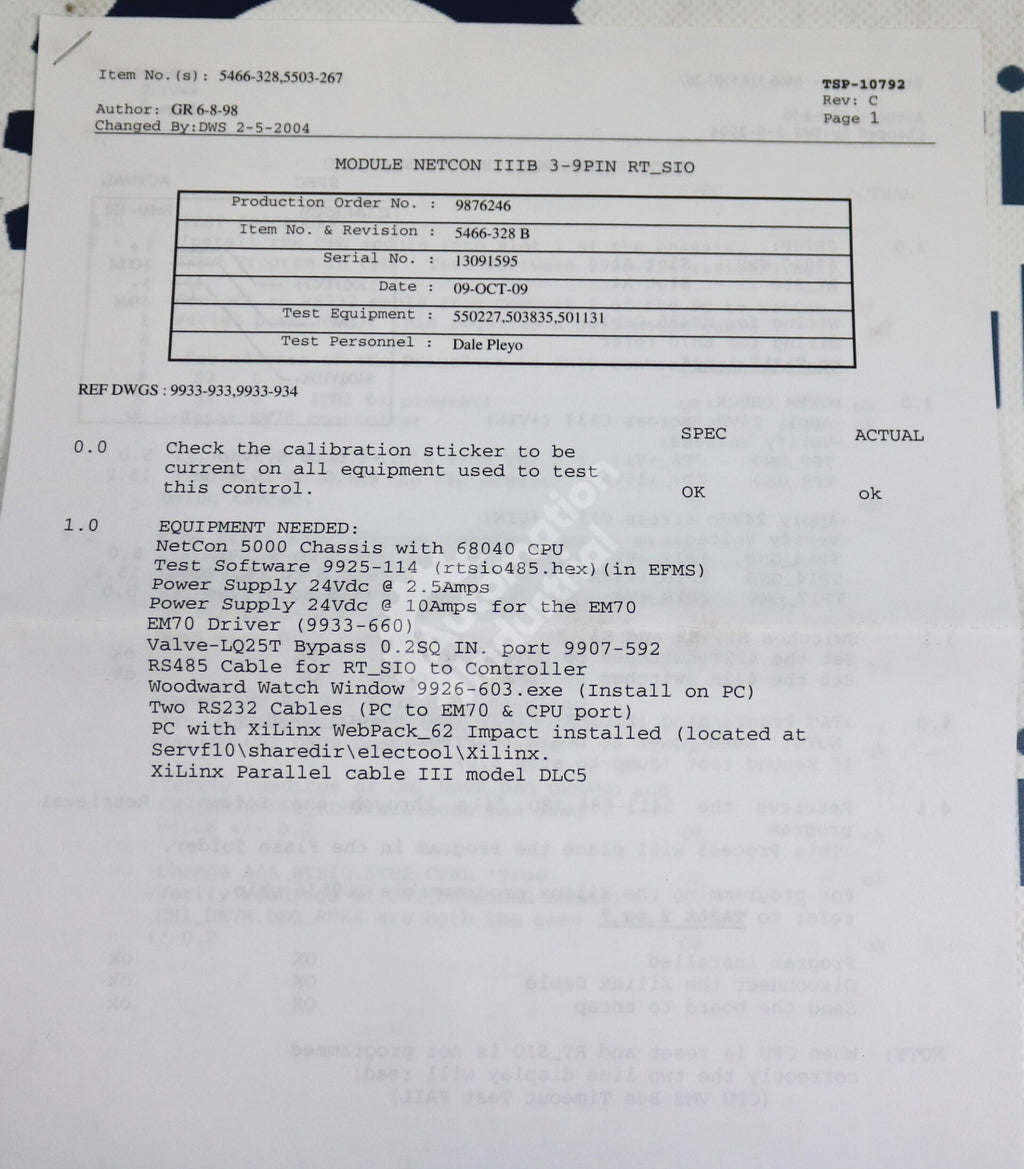 Item No.(s): 5466-328,5503-267
TSP-10792
Rev: C
Page 1
Author: GR 6-8-98
Changed By:DWS 2-5-2004
MODULE NETCON IIIB 3-9PIN RT_SIO
Production Order No. : 9876246
Item No. & Revision : 5466-328 B
Serial No. : 13091595
Date : 09-OCT-09
Test Equipment : 550227,503835,501131
Test Personnel : Dale Pleyo
REF DWGS : 9933-933,9933-934
SPEC ACTUAL
0.0 Check the calibration sticker to be
current on all equipment used to test
this control. OK ok
1.0 EQUIPMENT NEEDED:
NetCon 5000 Chassis with 68040 CPU
Test Software 9925-114 (rtsio485.hex)(in EFMS)
Power Supply 24Vdc @ 2.5Amps
Power Supply 24Vdc @ 10Amps for the EM70
EM70 Driver (9933-660)
Valve-LQ25T Bypass 0.2SQ IN. port 9907-592
RS485 Cable for RT_SIO to Controller
Woodward Watch Window 9926-603.exe (Install on PC)
Two RS232 Cables (PC to EM70 & CPU port)
PC with XiLinx WebPack_62 Impact installed (located at
Servf10\sharedir\electool\Xilinx.
XiLinx Parallel cable III model DLC5
Automation
Industrial